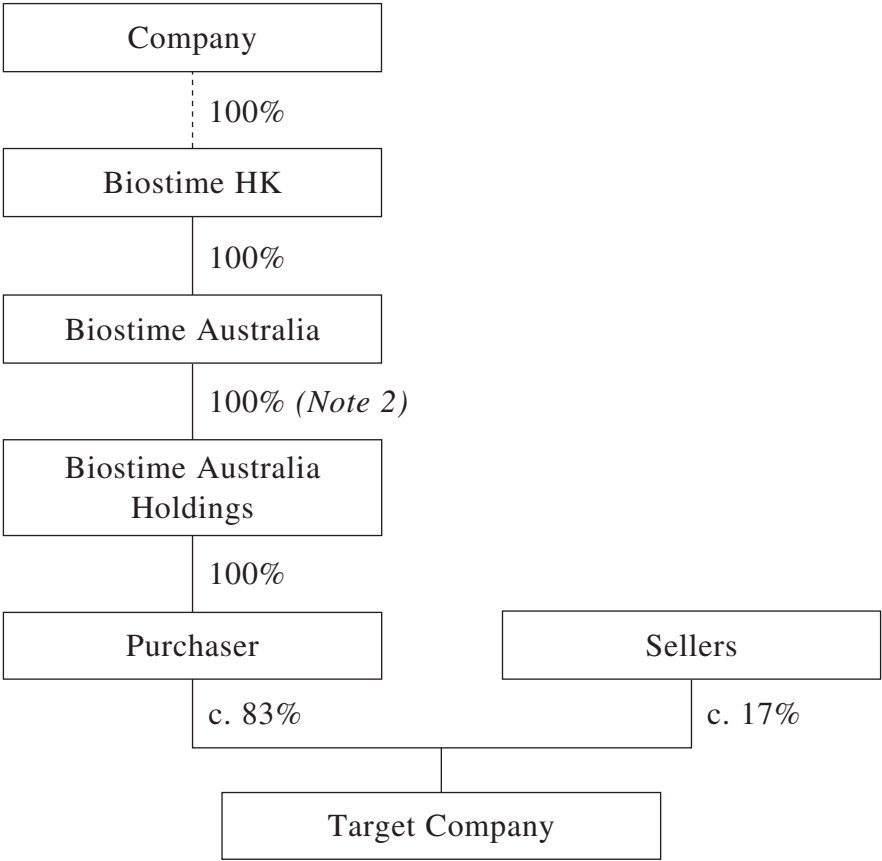 Company
100%
Biostime HK
100%
Biostime Australia
100% (Note 2)
Biostime Australia
Holdings
100%
Purchaser
Sellers
c. 83%
c. 17%
Target Company